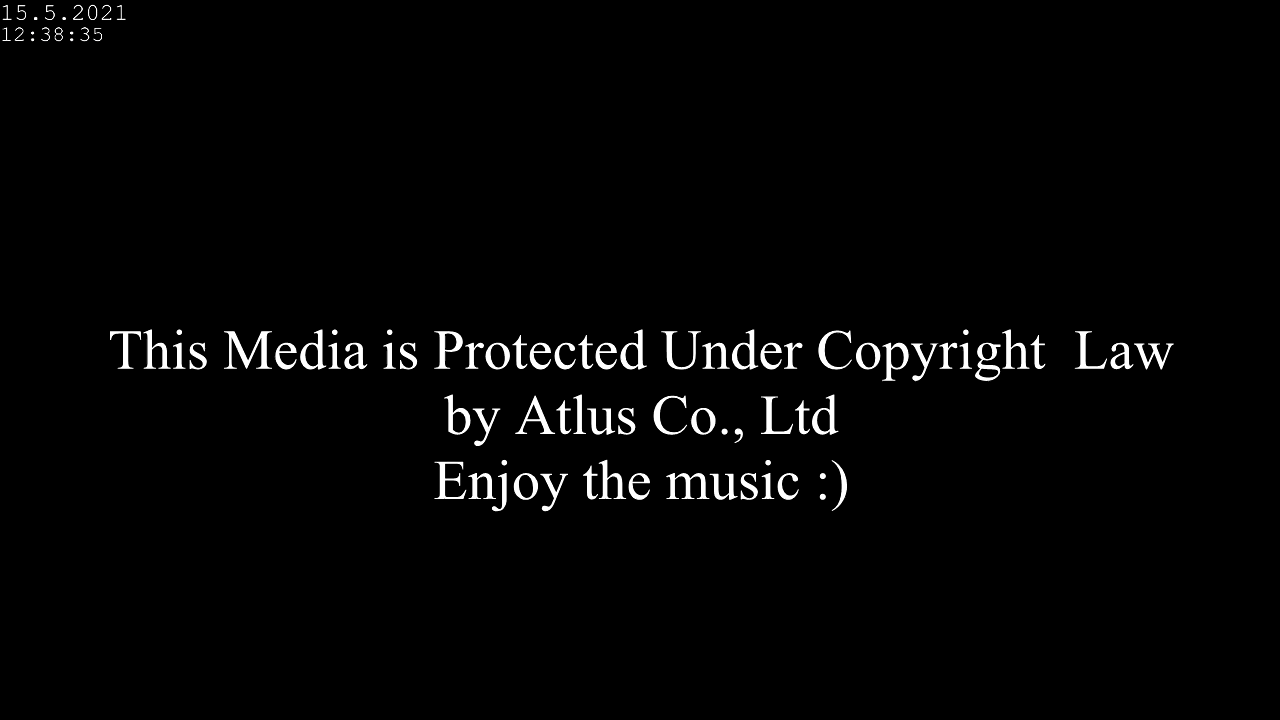 15.5.2021
12:38:35
This Media is Protected Under Copyright  Law
by Atlus Co., Ltd
Enjoy the music :)